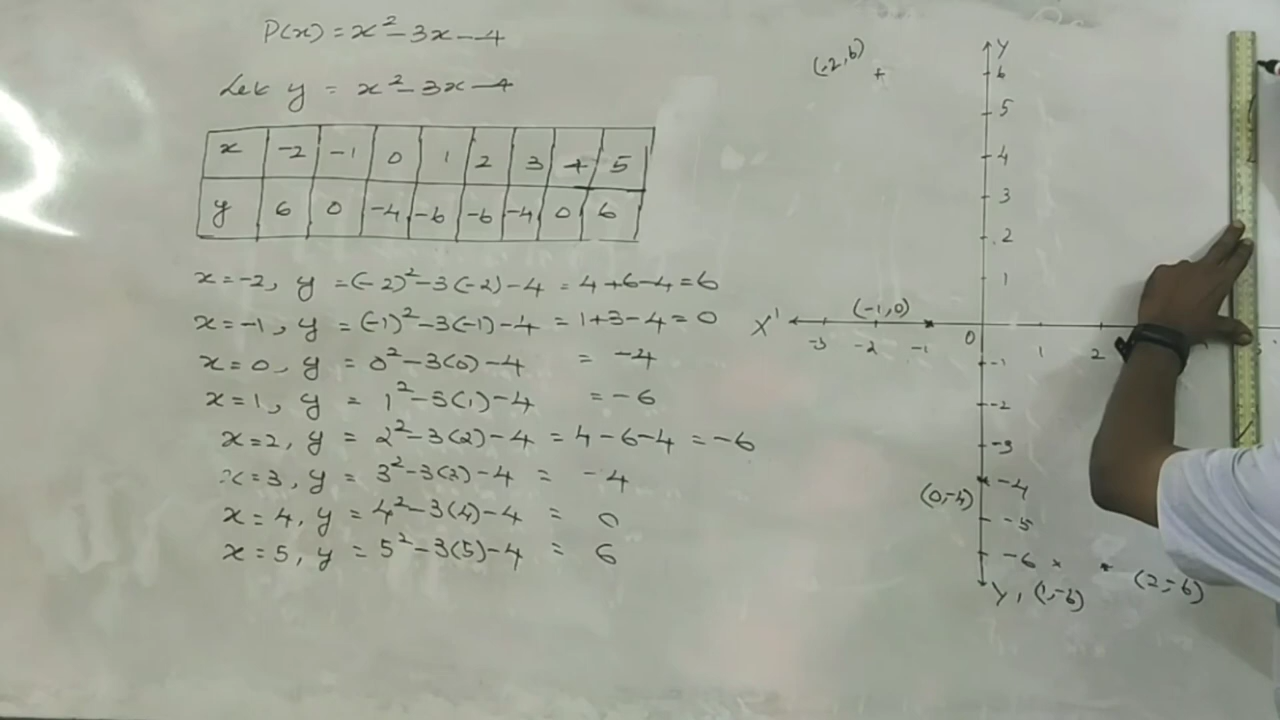 P(x) = x² - 3x - 4
Let y = x² - 3x - 4
x -2 -1 0 1 2 3 4 5
y 6 0 -4 -6 -6 -4 0 6
x = -2, y = (-2)² - 3(-2) - 4 = 4 + 6 - 4 = 6
x = -1, y = (-1)² - 3(-1) - 4 = 1 + 3 - 4 = 0
x = 0, y = 0² - 3(0) - 4 = -4
x = 1, y = 1² - 3(1) - 4 = -6
x = 2, y = 2² - 3(2) - 4 = 4 - 6 - 4 = -6
x = 3, y = 3² - 3(3) - 4 = -4
x = 4, y = 4² - 3(4) - 4 = 0
x = 5, y = 5² - 3(5) - 4 = 6
Y
(-2, 6)
6
5
4
3
2
1
(-1, 0)
X'
-3 -2 -1 0 1 2
-1
-2
-3
-4
(0, -4)
-5
-6
Y' (1, -6) (2, -6)